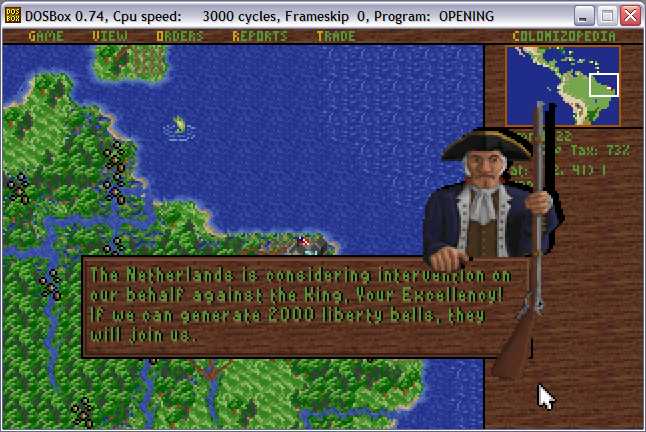 DOSBox 0.74, Cpu speed: 3000 cycles, Frameskip 0, Program: OPENING
GAME VIEW ORDERS REPORTS TRADE COLONIZOPEDIA
22
Tax: 73%
The Netherlands is considering intervention on
our behalf against the King, Your Excellency!
If we can generate 2000 liberty bells, they
will join us.